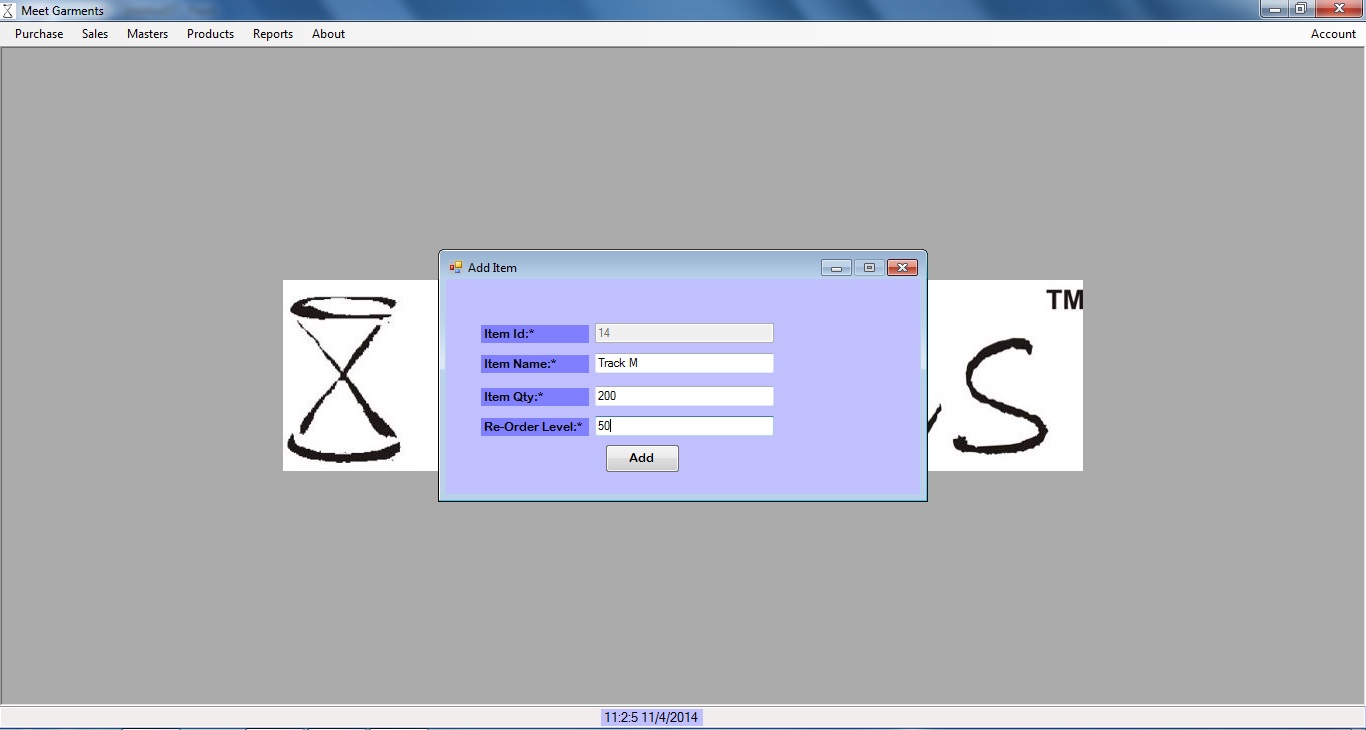 Meet Garments
Purchase Sales Masters Products Reports About Account
TM
S
Add Item
Item Id:* 14
Item Name:* Track M
Item Qty:* 200
Re-Order Level:* 50
Add
11:2:5 11/4/2014